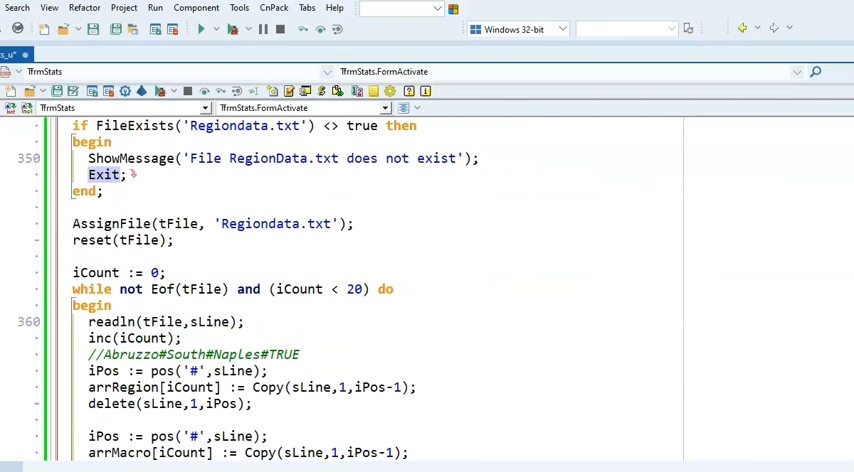 Search View Refactor Project Run Component Tools CnPack Tabs Help
Windows 32-bit
s_u*
TfrmStats TfrmStats.FormActivate
TfrmStats TfrmStats.FormActivate
if FileExists('Regiondata.txt') <> true then
begin
350 ShowMessage('File RegionData.txt does not exist');
Exit;
end;
AssignFile(tFile, 'Regiondata.txt');
reset(tFile);
iCount := 0;
while not Eof(tFile) and (iCount < 20) do
begin
360 readln(tFile,sLine);
inc(iCount);
//Abruzzo#South#Naples#TRUE
iPos := pos('#',sLine);
arrRegion[iCount] := Copy(sLine,1,iPos-1);
delete(sLine,1,iPos);
iPos := pos('#',sLine);
arrMacro[iCount] := Copy(sLine,1,iPos-1);